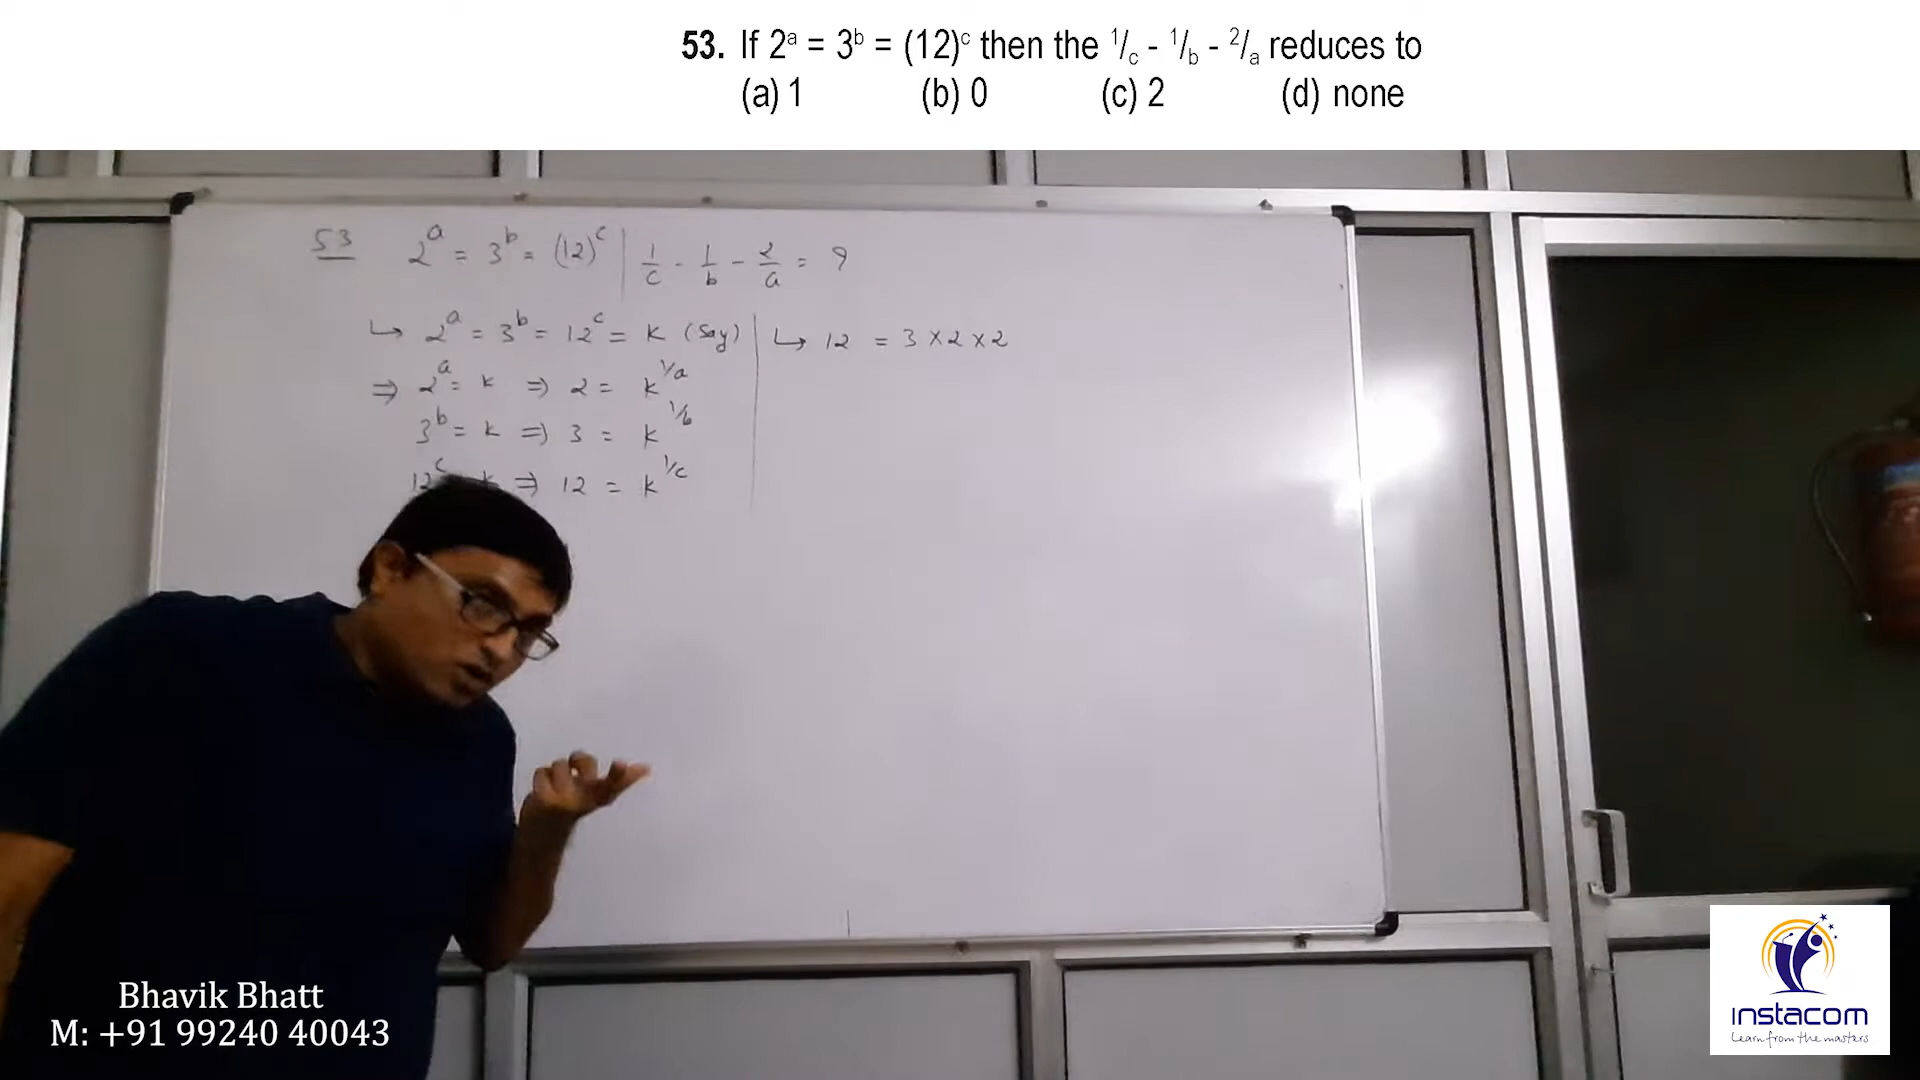 53. If 2ᵃ = 3ᵇ = (12)ᶜ then the ¹/c - ¹/b - ²/a reduces to
(a) 1 (b) 0 (c) 2 (d) none
53 2ᵃ = 3ᵇ = (12)ᶜ | 1/c - 1/b - 2/a = ?
↳ 2ᵃ = 3ᵇ = 12ᶜ = k (Say)
⇒ 2ᵃ = k ⇒ 2 = k^1/a
3ᵇ = k ⇒ 3 = k^1/b
12ᶜ = k ⇒ 12 = k^1/c
↳ 12 = 3 × 2 × 2
Bhavik Bhatt
M: +91 99240 40043
instacom
Learn from the masters